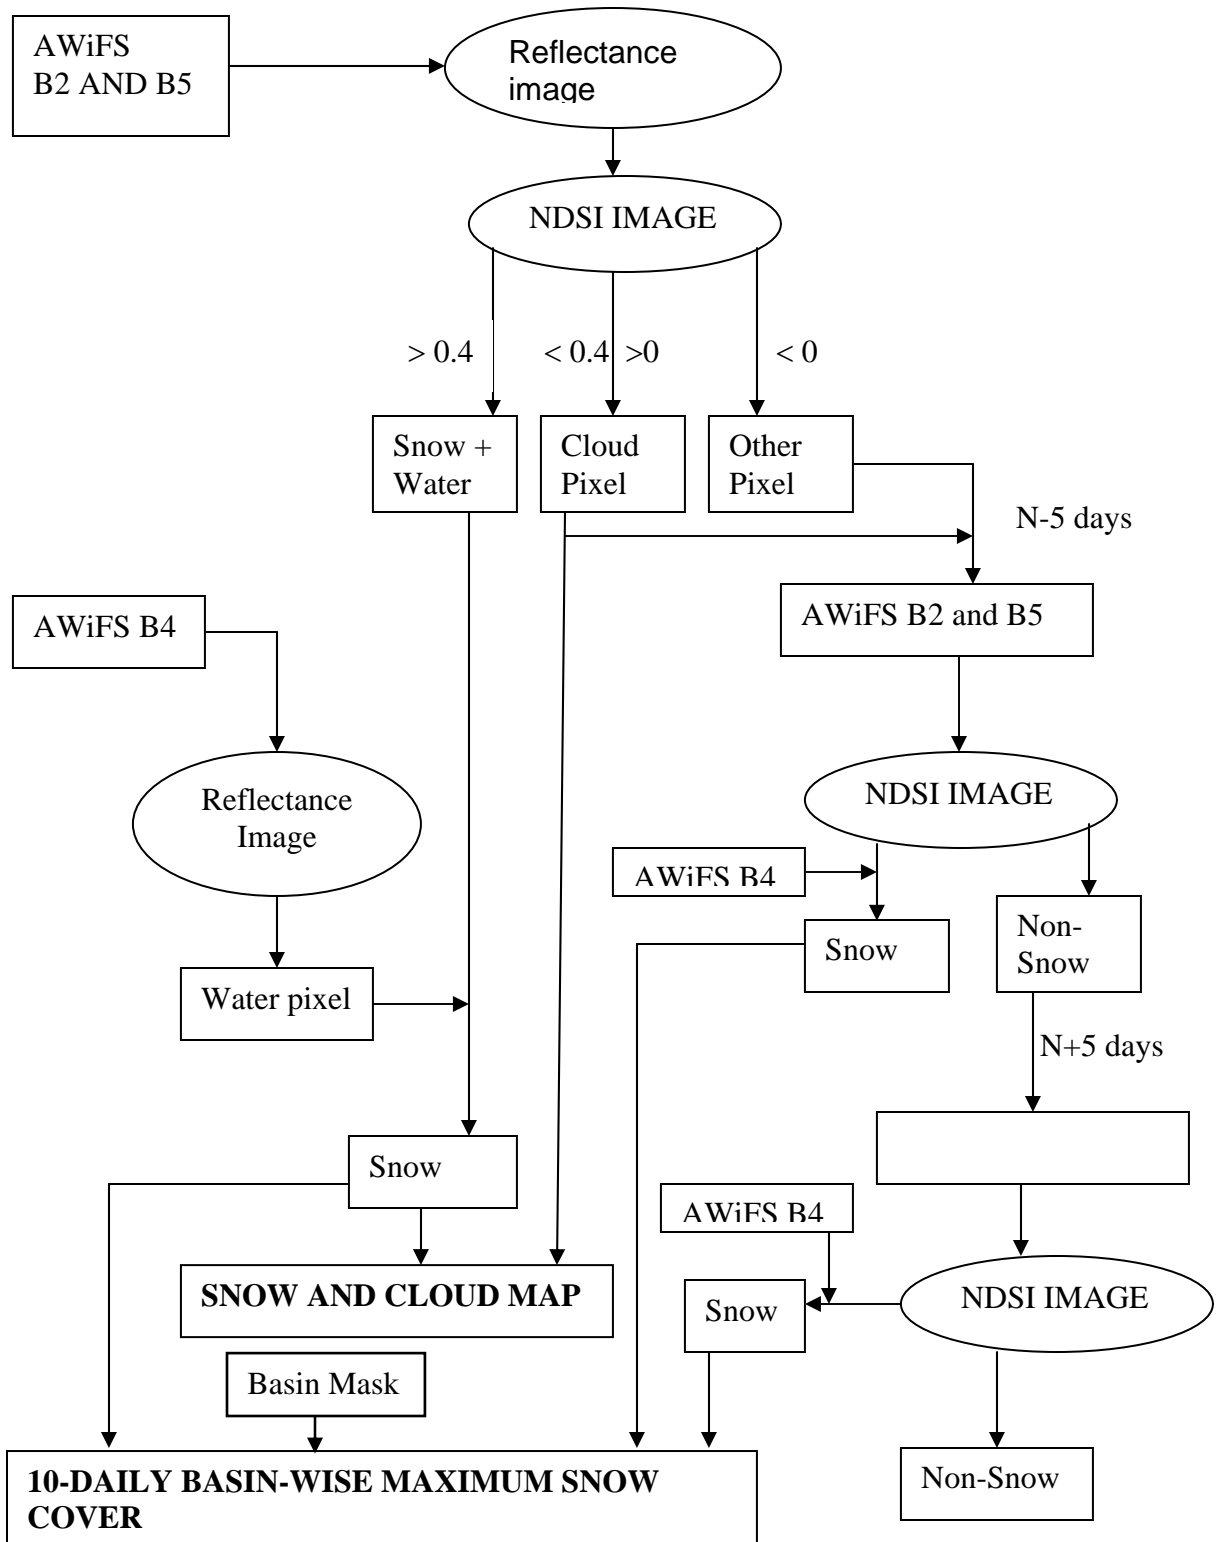 AWiFS
B2 AND B5
Reflectance
image
NDSI IMAGE
> 0.4
< 0.4 >0
< 0
Snow +
Water
Cloud
Pixel
Other
Pixel
N-5 days
AWiFS B4
AWiFS B2 and B5
Reflectance
Image
NDSI IMAGE
AWiFS B4
Snow
Non-
Snow
Water pixel
N+5 days
Snow
AWiFS B4
SNOW AND CLOUD MAP
Snow
NDSI IMAGE
Basin Mask
10-DAILY BASIN-WISE MAXIMUM SNOW
COVER
Non-Snow